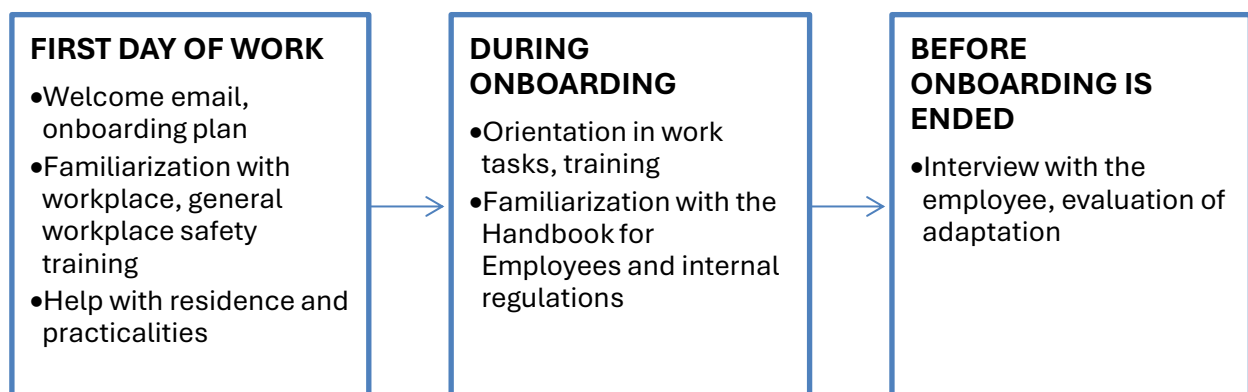 FIRST DAY OF WORK
•Welcome email,
onboarding plan
•Familiarization with
workplace, general
workplace safety
training
•Help with residence and
practicalities
DURING
ONBOARDING
•Orientation in work
tasks, training
•Familiarization with the
Handbook for
Employees and internal
regulations
BEFORE
ONBOARDING IS
ENDED
•Interview with the
employee, evaluation of
adaptation